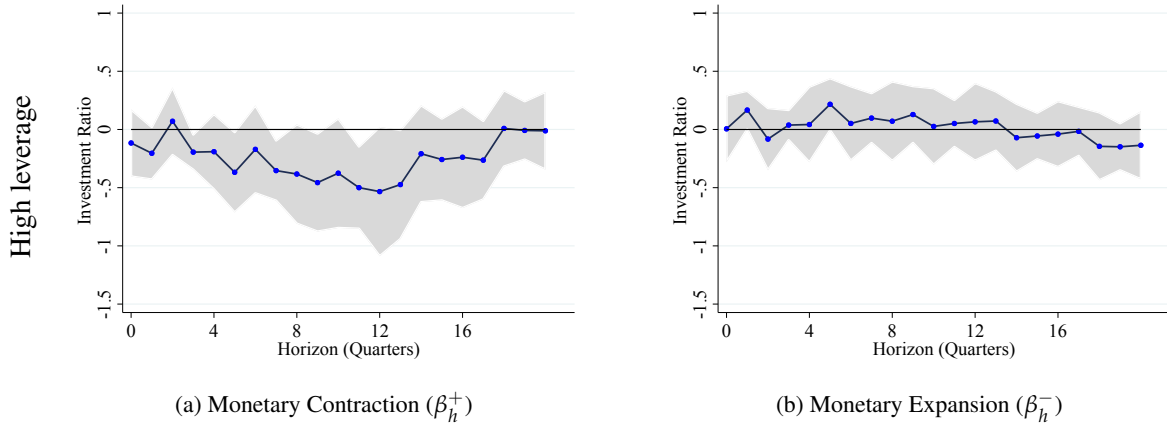 High leverage
Investment Ratio
1
.5
0
-.5
-1
-1.5
0 4 8 12 16
Horizon (Quarters)
(a) Monetary Contraction (β_h^+)
Investment Ratio
1
.5
0
-.5
-1
-1.5
0 4 8 12 16
Horizon (Quarters)
(b) Monetary Expansion (β_h^−)